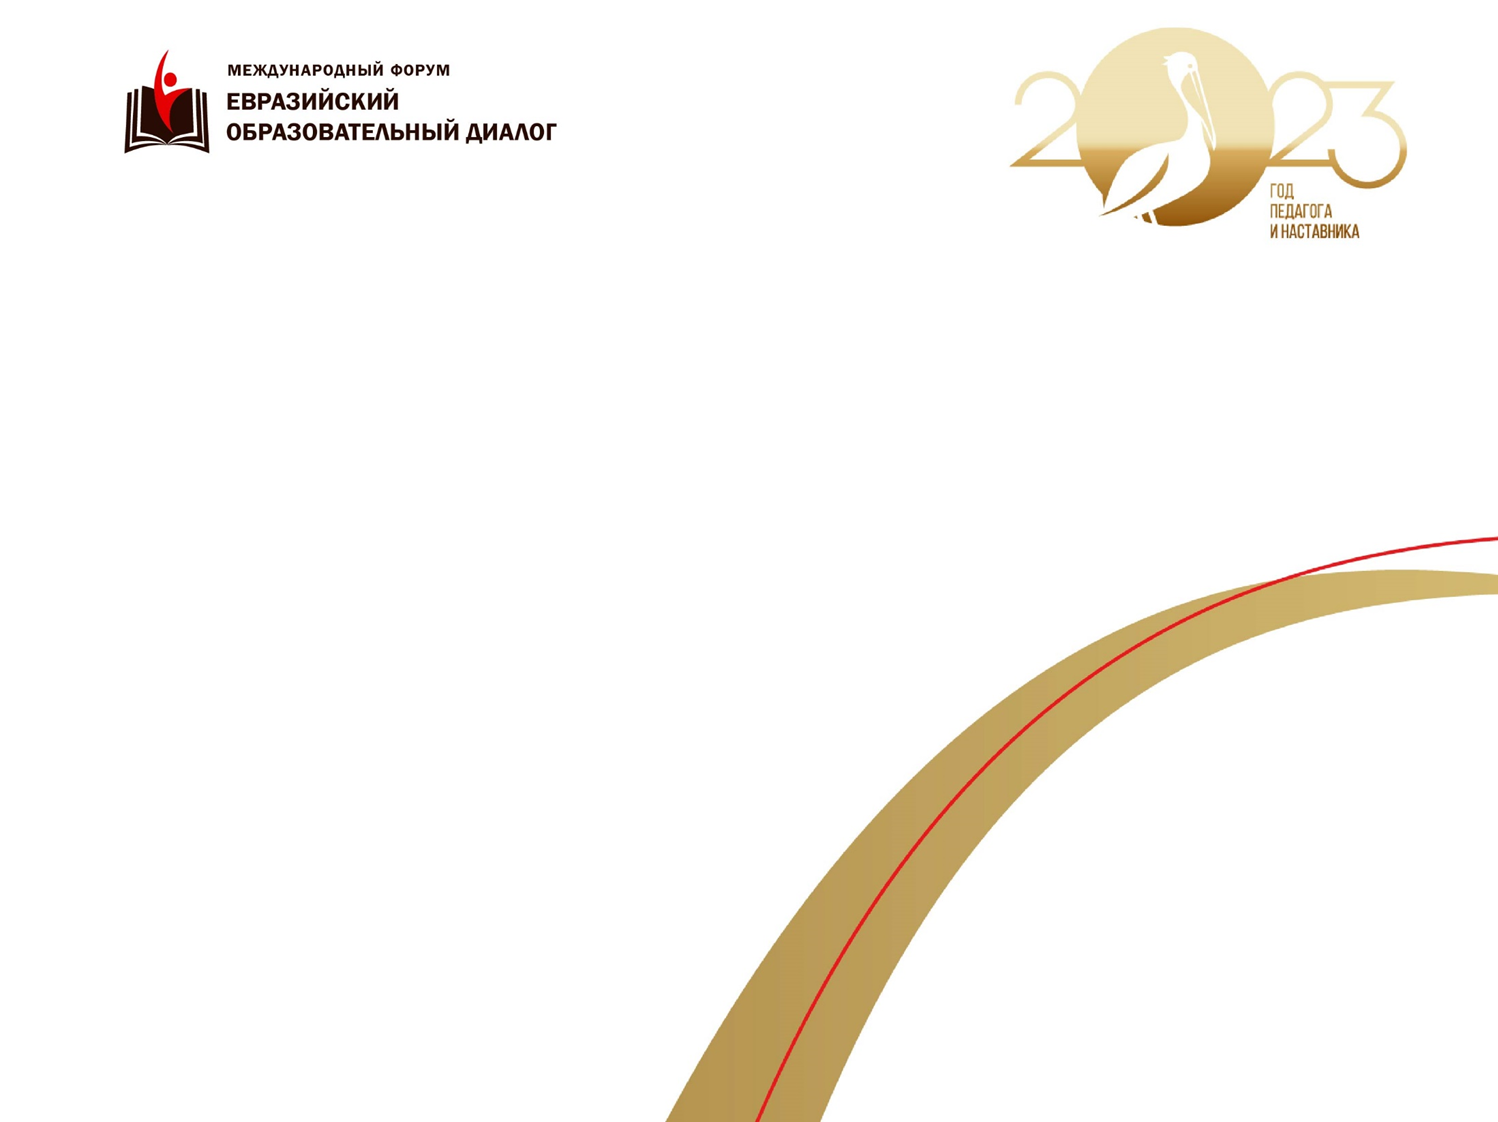 МЕЖДУНАРОДНЫЙ ФОРУМ
ЕВРАЗИЙСКИЙ
ОБРАЗОВАТЕЛЬНЫЙ ДИАЛОГ
2023
ГОД
ПЕДАГОГА
И НАСТАВНИКА